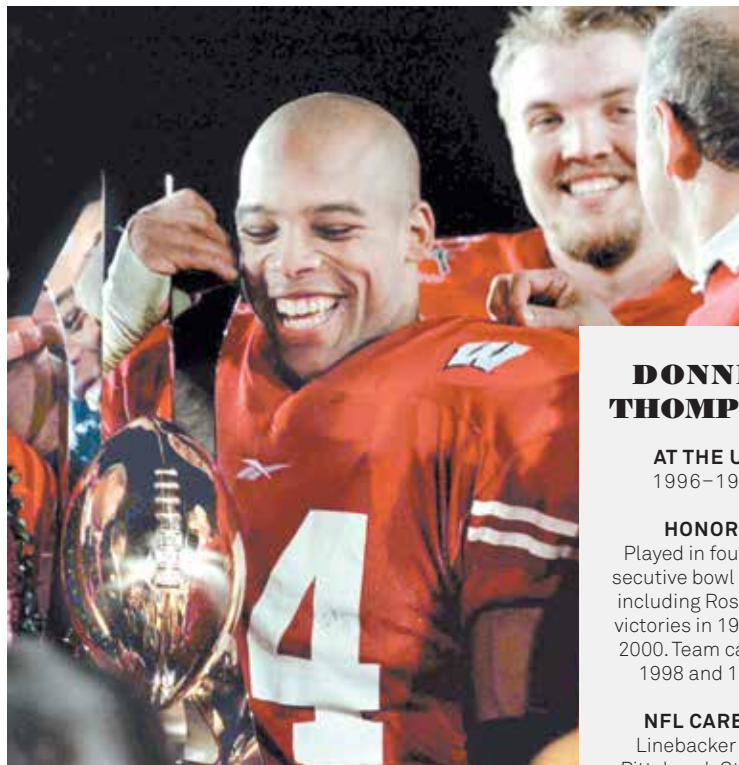 W
4
DONN
THOMP
AT THE U
1996–19
HONOR
Played in fou
secutive bowl
including Ros
victories in 19
2000. Team ca
1998 and 1
NFL CARE
Linebacker